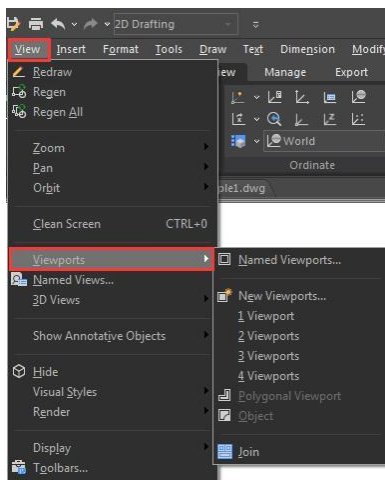 2D Drafting
View Insert Format Tools Draw Text Dimension Modify
Redraw
Regen
Regen All
Zoom
Pan
Orbit
Clean Screen CTRL+0
Viewports
Named Views...
3D Views
Show Annotative Objects
Hide
Visual Styles
Render
Display
Toolbars...
iew Manage Export
World
Ordinate
ple1.dwg
Named Viewports...
New Viewports...
1 Viewport
2 Viewports
3 Viewports
4 Viewports
Polygonal Viewport
Object
Join